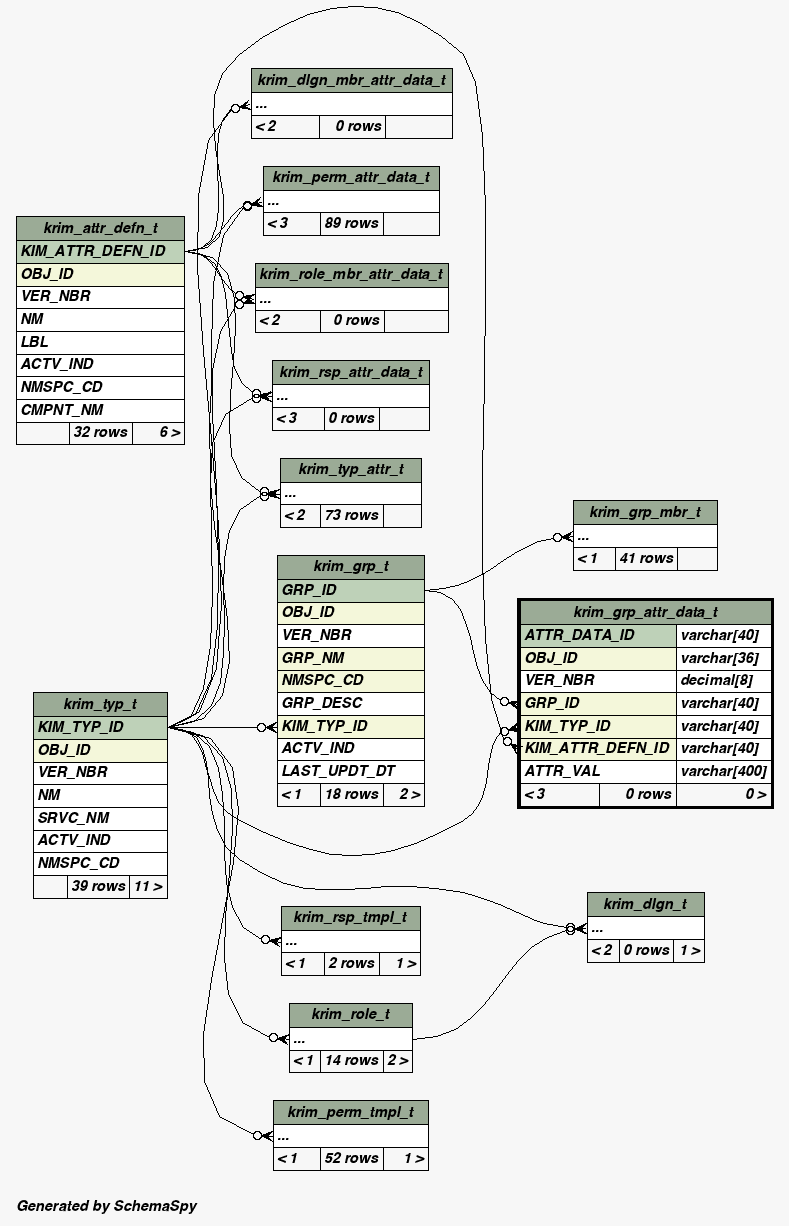 krim_dlgn_mbr_attr_data_t
...
< 2 0 rows
krim_perm_attr_data_t
...
< 3 89 rows
krim_attr_defn_t
KIM_ATTR_DEFN_ID
OBJ_ID
VER_NBR
NM
LBL
ACTV_IND
NMSPC_CD
CMPNT_NM
32 rows 6 >
krim_role_mbr_attr_data_t
...
< 2 0 rows
krim_rsp_attr_data_t
...
< 3 0 rows
krim_typ_attr_t
...
< 2 73 rows
krim_grp_t
GRP_ID
OBJ_ID
VER_NBR
GRP_NM
NMSPC_CD
GRP_DESC
KIM_TYP_ID
ACTV_IND
LAST_UPDT_DT
< 1 18 rows 2 >
krim_grp_mbr_t
...
< 1 41 rows
krim_grp_attr_data_t
ATTR_DATA_ID varchar[40]
OBJ_ID varchar[36]
VER_NBR decimal[8]
GRP_ID varchar[40]
KIM_TYP_ID varchar[40]
KIM_ATTR_DEFN_ID varchar[40]
ATTR_VAL varchar[400]
< 3 0 rows 0 >
krim_typ_t
KIM_TYP_ID
OBJ_ID
VER_NBR
NM
SRVC_NM
ACTV_IND
NMSPC_CD
39 rows 11 >
krim_rsp_tmpl_t
...
< 1 2 rows 1 >
krim_dlgn_t
...
< 2 0 rows 1 >
krim_role_t
...
< 1 14 rows 2 >
krim_perm_tmpl_t
...
< 1 52 rows 1 >
Generated by SchemaSpy